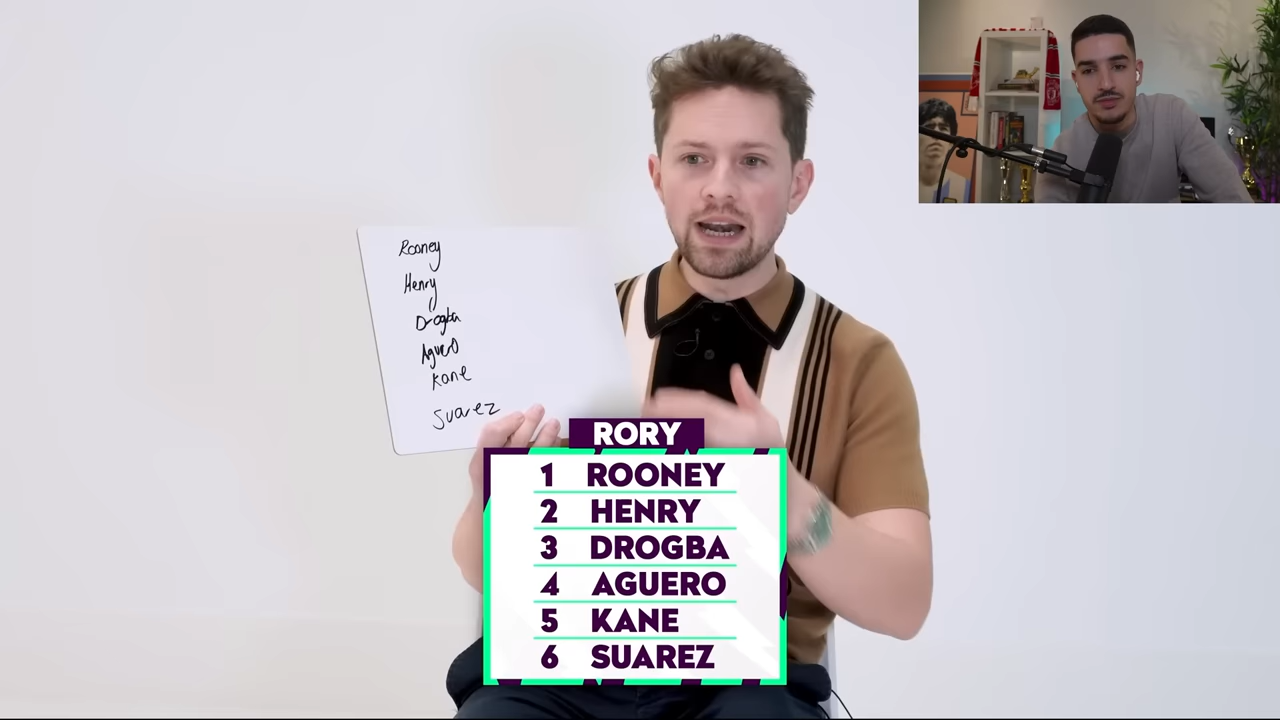 Rooney
Henry
Drogba
Aguero
Kane
Suarez
RORY
1 ROONEY
2 HENRY
3 DROGBA
4 AGUERO
5 KANE
6 SUAREZ